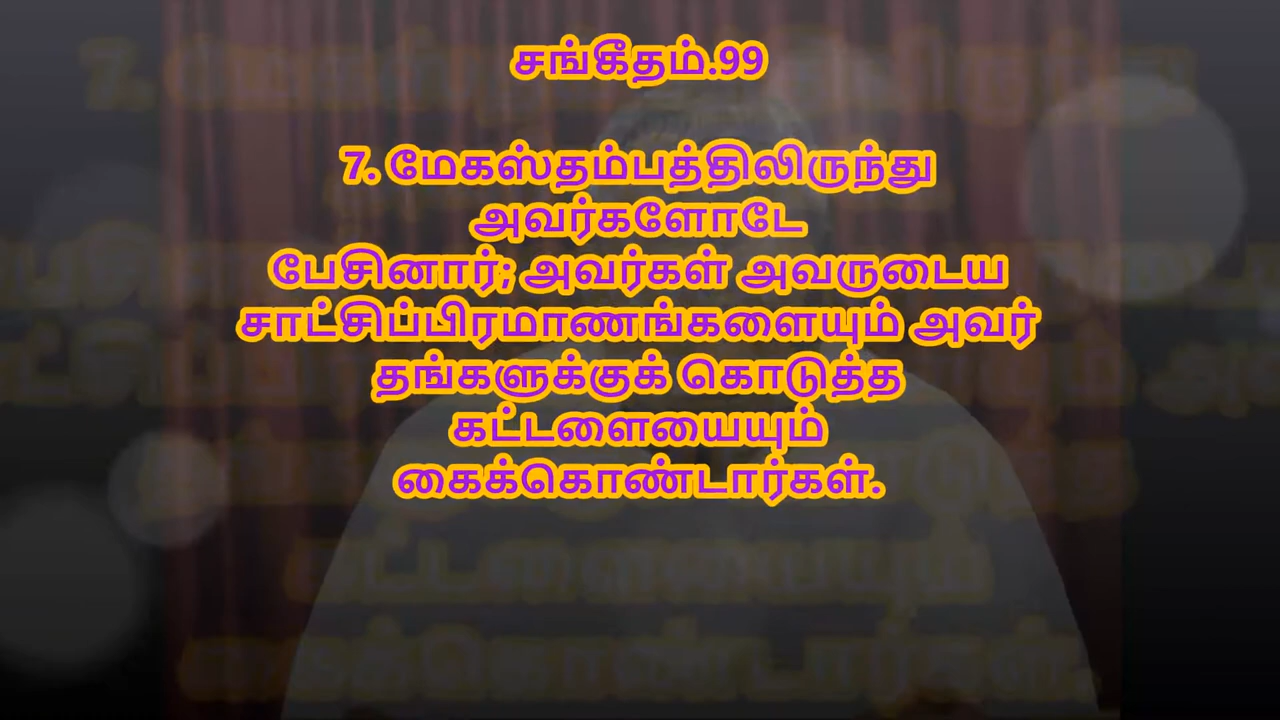 சங்கீதம்.99
7. மேகஸ்தம்பத்திலிருந்து
அவர்களோடே
பேசினார்; அவர்கள் அவருடைய
சாட்சிப்பிரமாணங்களையும் அவர்
தங்களுக்குக் கொடுத்த
கட்டளையையும்
கைக்கொண்டார்கள்.